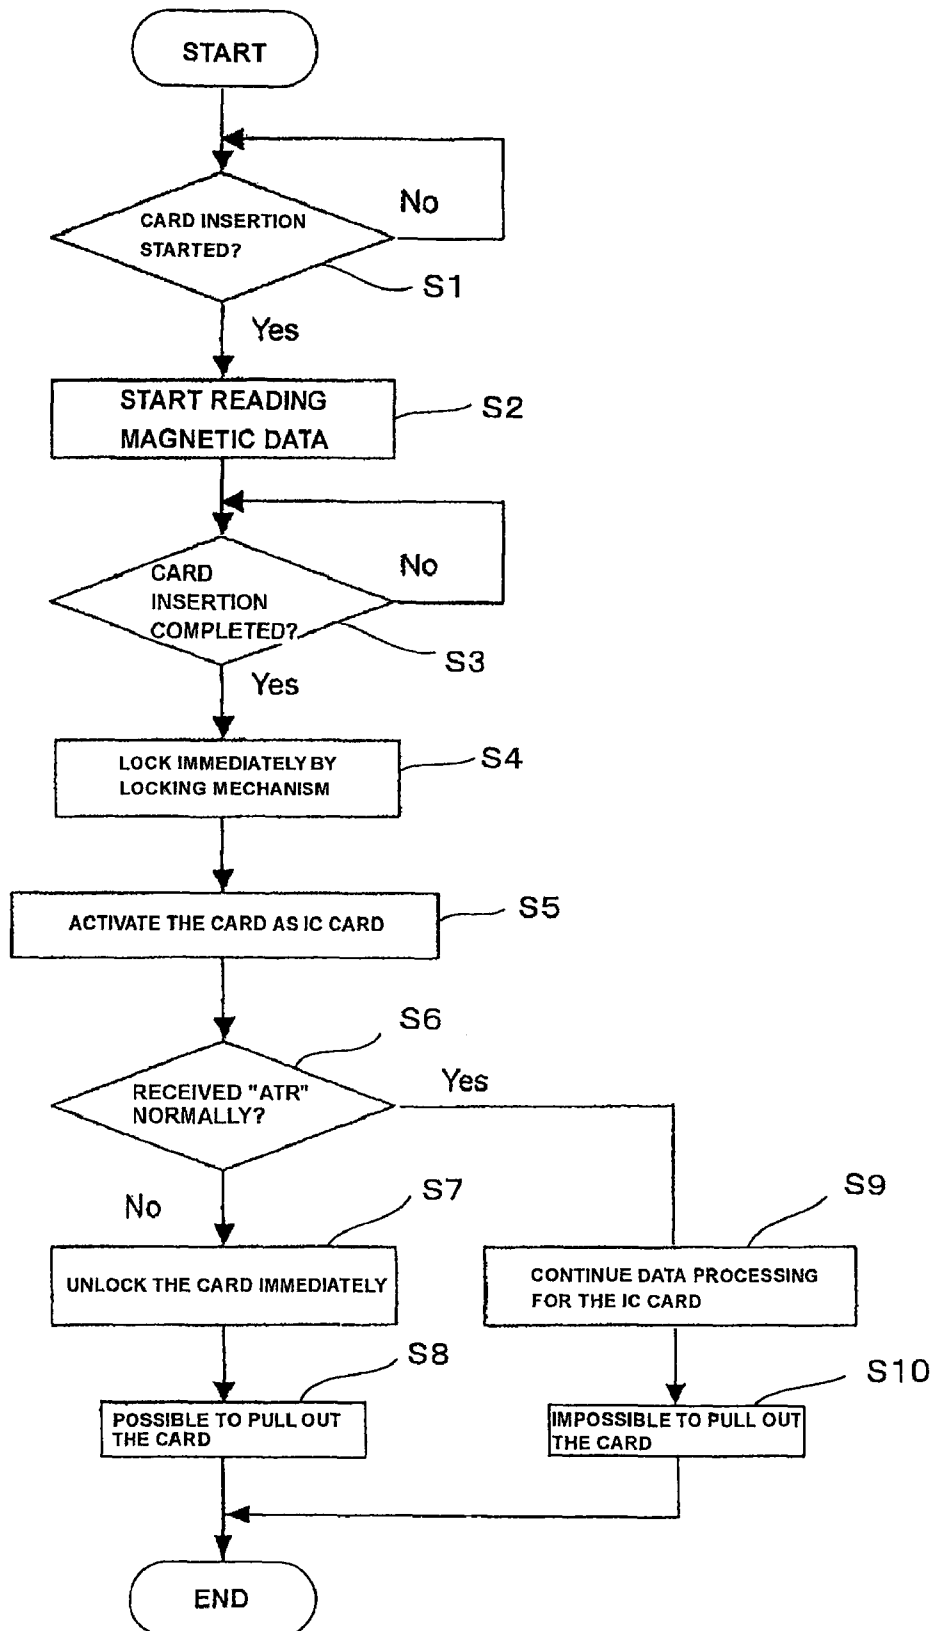 START
No
CARD INSERTION
STARTED?
S1
Yes
START READING
MAGNETIC DATA
S2
No
CARD
INSERTION
COMPLETED?
S3
Yes
LOCK IMMEDIATELY BY
LOCKING MECHANISM
S4
ACTIVATE THE CARD AS IC CARD
S5
S6
RECEIVED "ATR"
NORMALLY?
Yes
No
S7
UNLOCK THE CARD IMMEDIATELY
S9
CONTINUE DATA PROCESSING
FOR THE IC CARD
S8
POSSIBLE TO PULL OUT
THE CARD
S10
IMPOSSIBLE TO PULL OUT
THE CARD
END